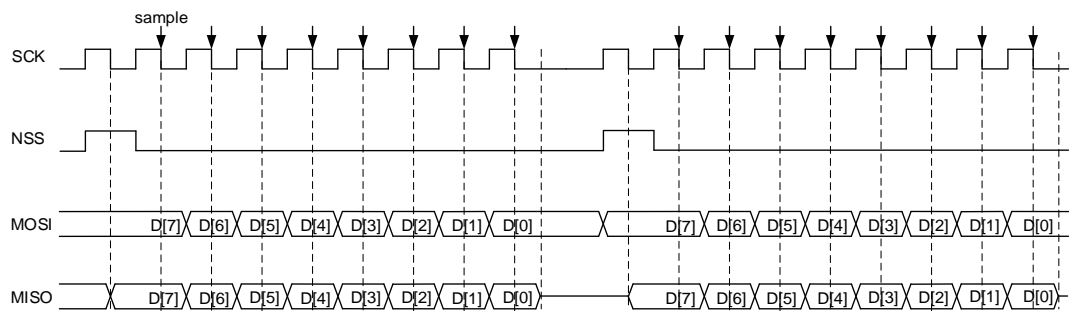 sample
SCK
NSS
MOSI D[7] D[6] D[5] D[4] D[3] D[2] D[1] D[0] D[7] D[6] D[5] D[4] D[3] D[2] D[1] D[0]
MISO D[7] D[6] D[5] D[4] D[3] D[2] D[1] D[0] D[7] D[6] D[5] D[4] D[3] D[2] D[1] D[0]